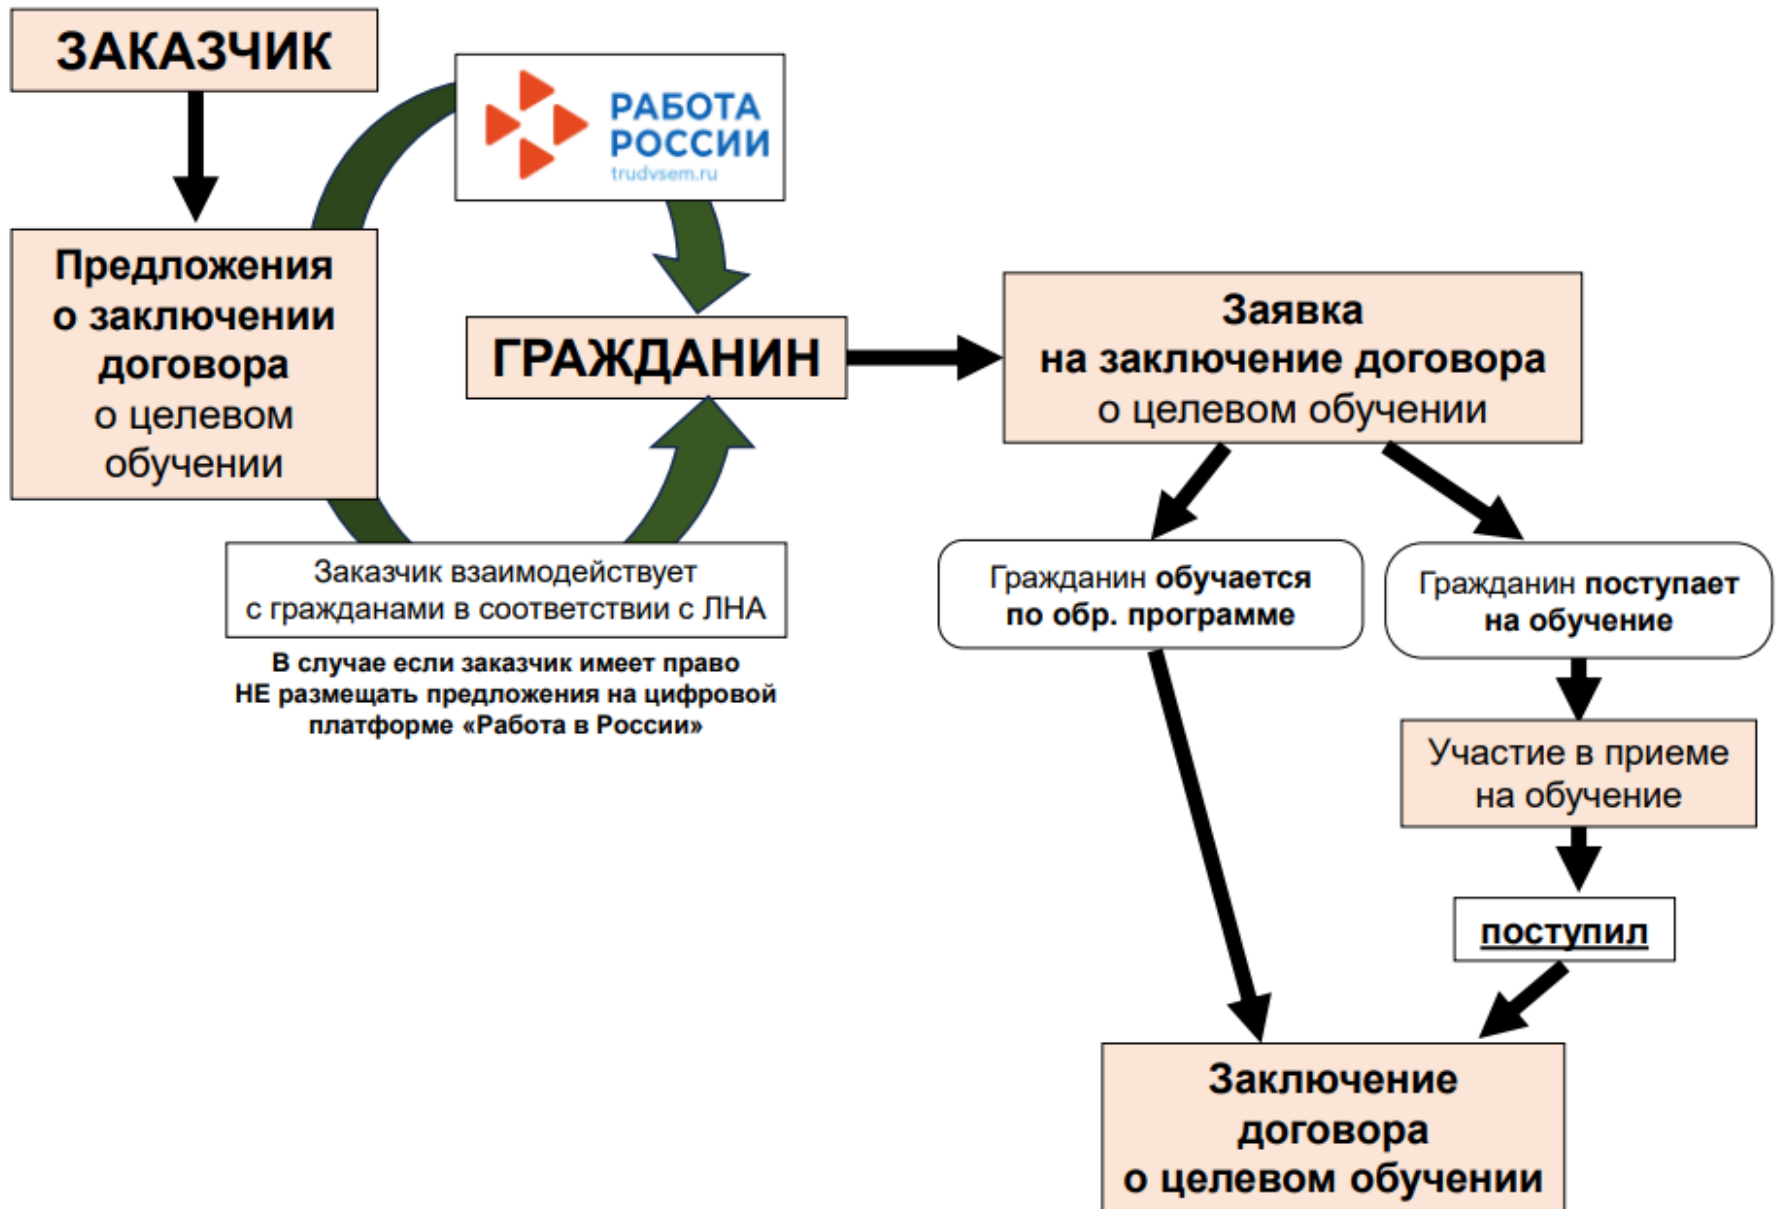 ЗАКАЗЧИК
РАБОТА
РОССИИ
trudvsem.ru
Предложения
о заключении
договора
о целевом
обучении
ГРАЖДАНИН
Заявка
на заключение договора
о целевом обучении
Заказчик взаимодействует
с гражданами в соответствии с ЛНА
В случае если заказчик имеет право
НЕ размещать предложения на цифровой
платформе «Работа в России»
Гражданин обучается
по обр. программе
Гражданин поступает
на обучение
Участие в приеме
на обучение
поступил
Заключение
договора
о целевом обучении